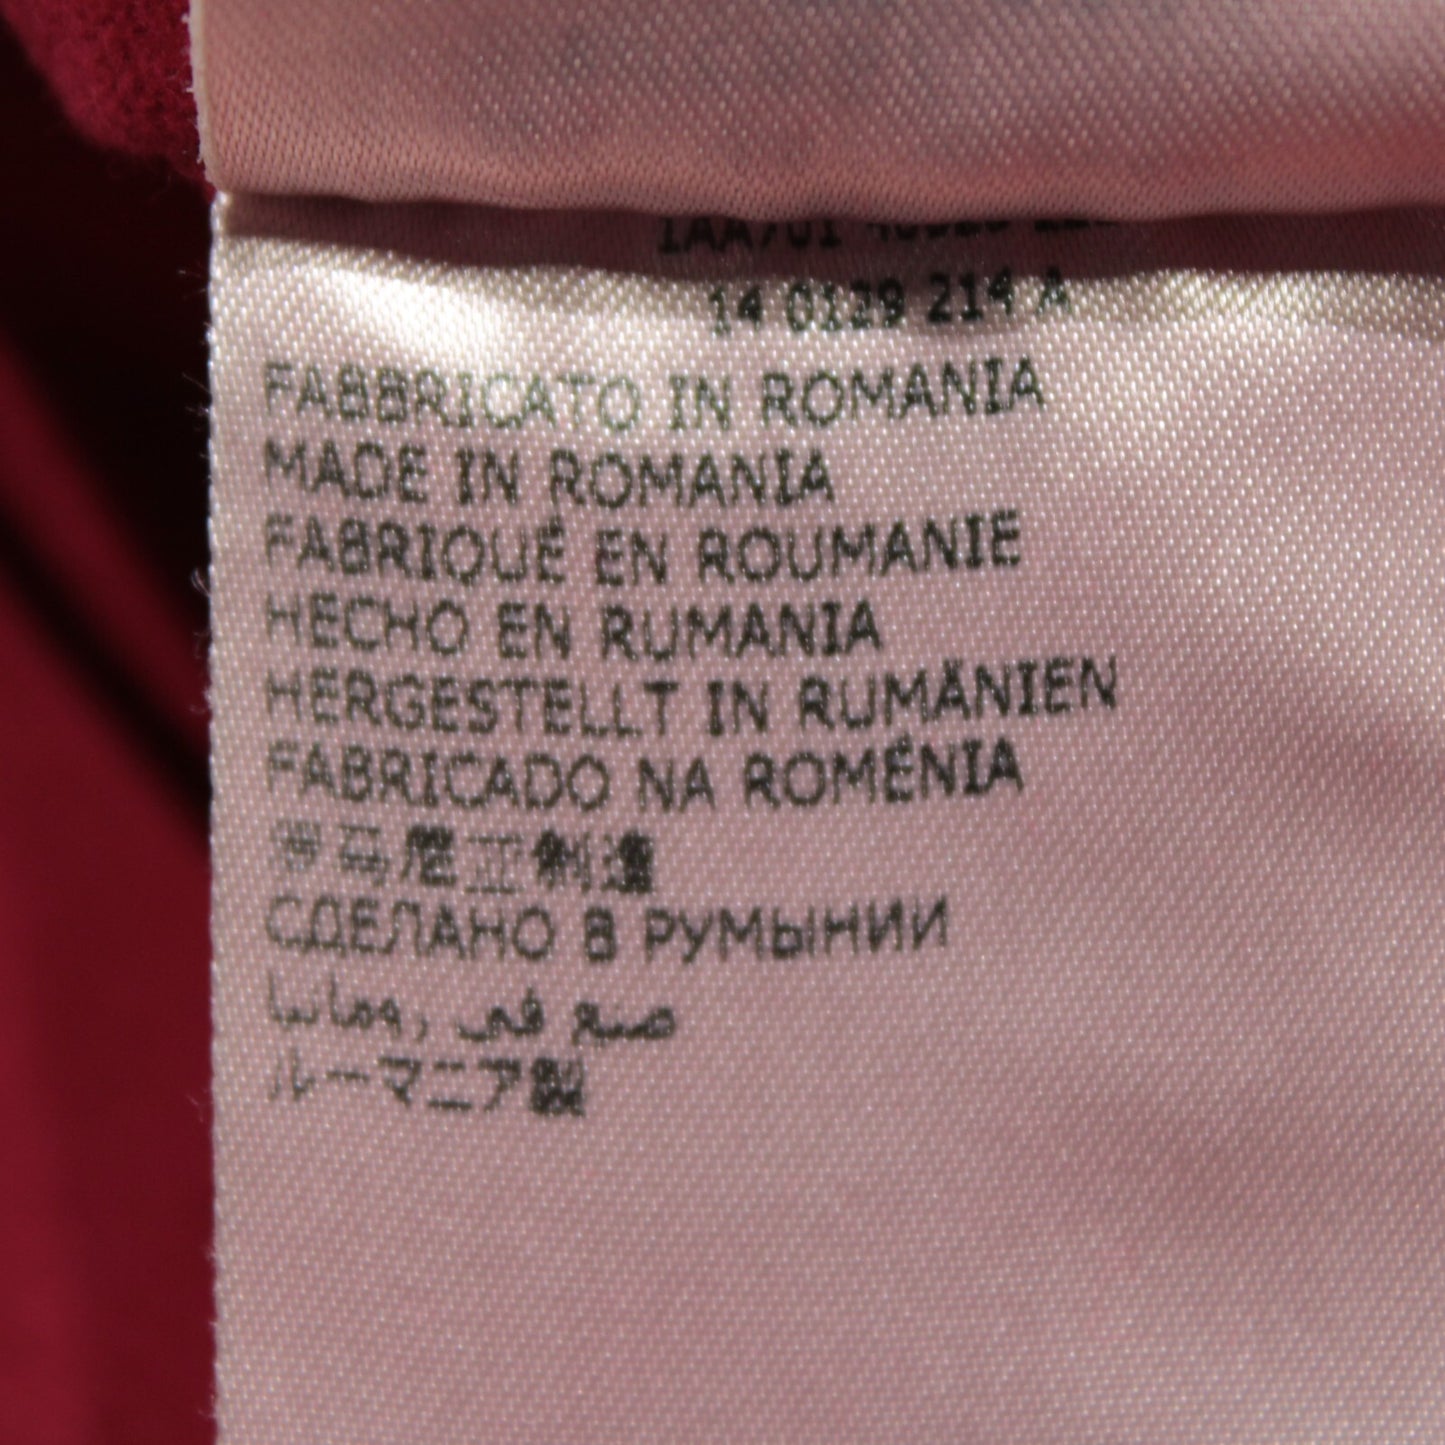 14 0129 214 A
FABBRICATO IN ROMANIA
MADE IN ROMANIA
FABRIQUÉ EN ROUMANIE
HECHO EN RUMANIA
HERGESTELLT IN RUMÄNIEN
FABRICADO NA ROMÉNIA
罗马尼亚制造
СДЕЛАНО В РУМЫНИИ
صنع في رومانيا
ルーマニア製